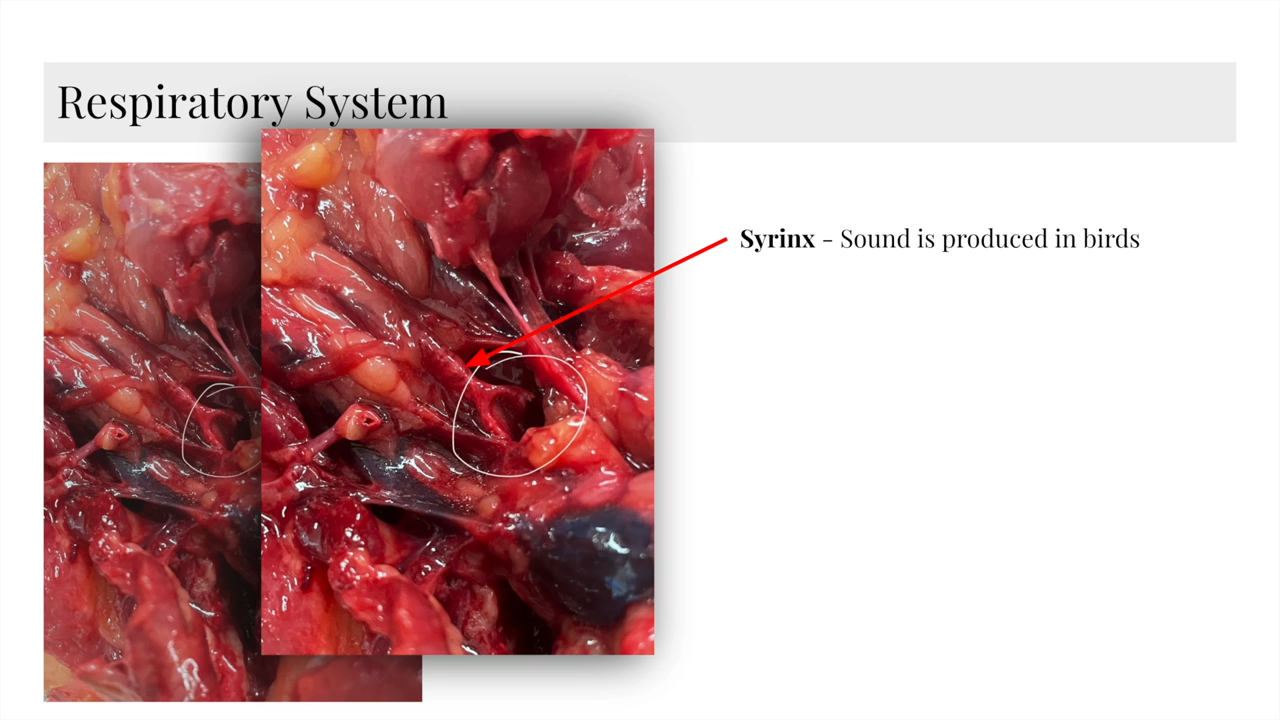 Respiratory System
Syrinx - Sound is produced in birds